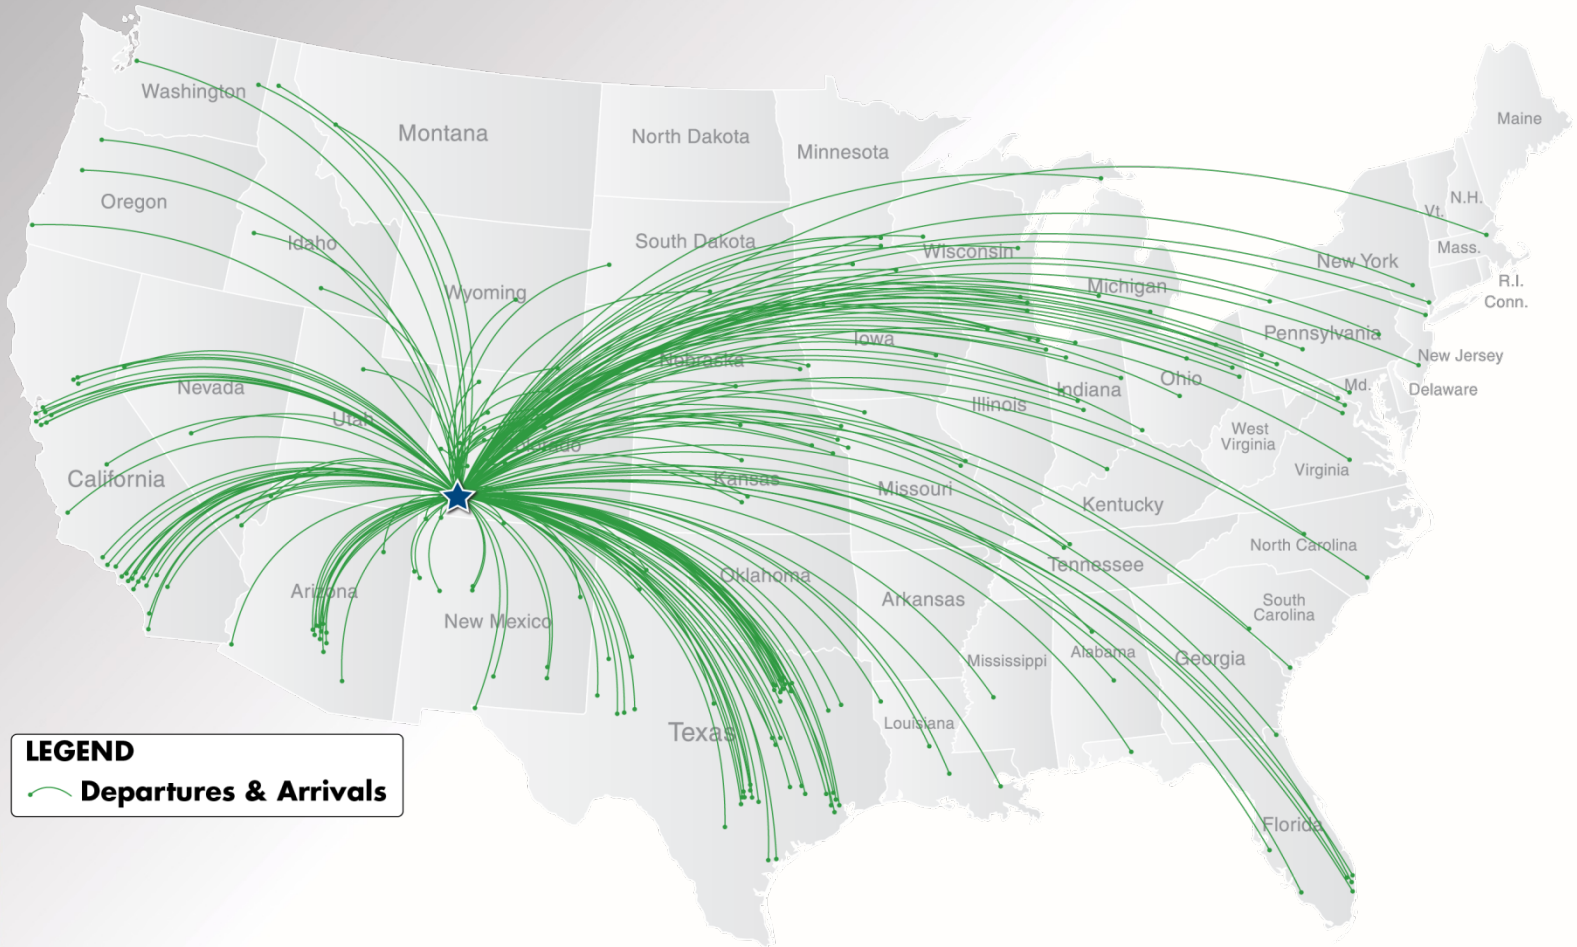 Maine
Washington
Montana
North Dakota
Minnesota
Oregon
N.H.
Vt.
Idaho
South Dakota
Wisconsin
Mass.
New York
Wyoming
Michigan
R.I.
Conn.
Iowa
Pennsylvania
Nebraska
New Jersey
Nevada
Utah
Ohio
Indiana
Illinois
Md.
Delaware
Colorado
West
Virginia
California
Kansas
Missouri
Virginia
Kentucky
North Carolina
Tennessee
Oklahoma
Arizona
Arkansas
South
Carolina
New Mexico
Mississippi
Alabama
Georgia
Texas
Louisiana
LEGEND
Departures & Arrivals
Florida